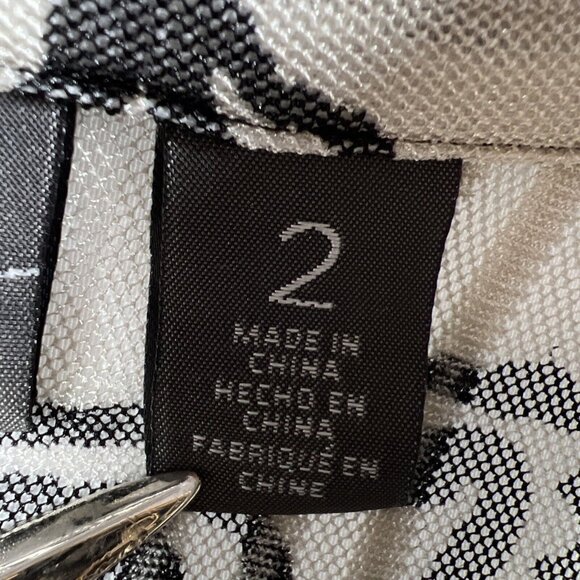 2
MADE IN
CHINA
HECHO EN
CHINA
FABRIQUÉ EN
CHINE